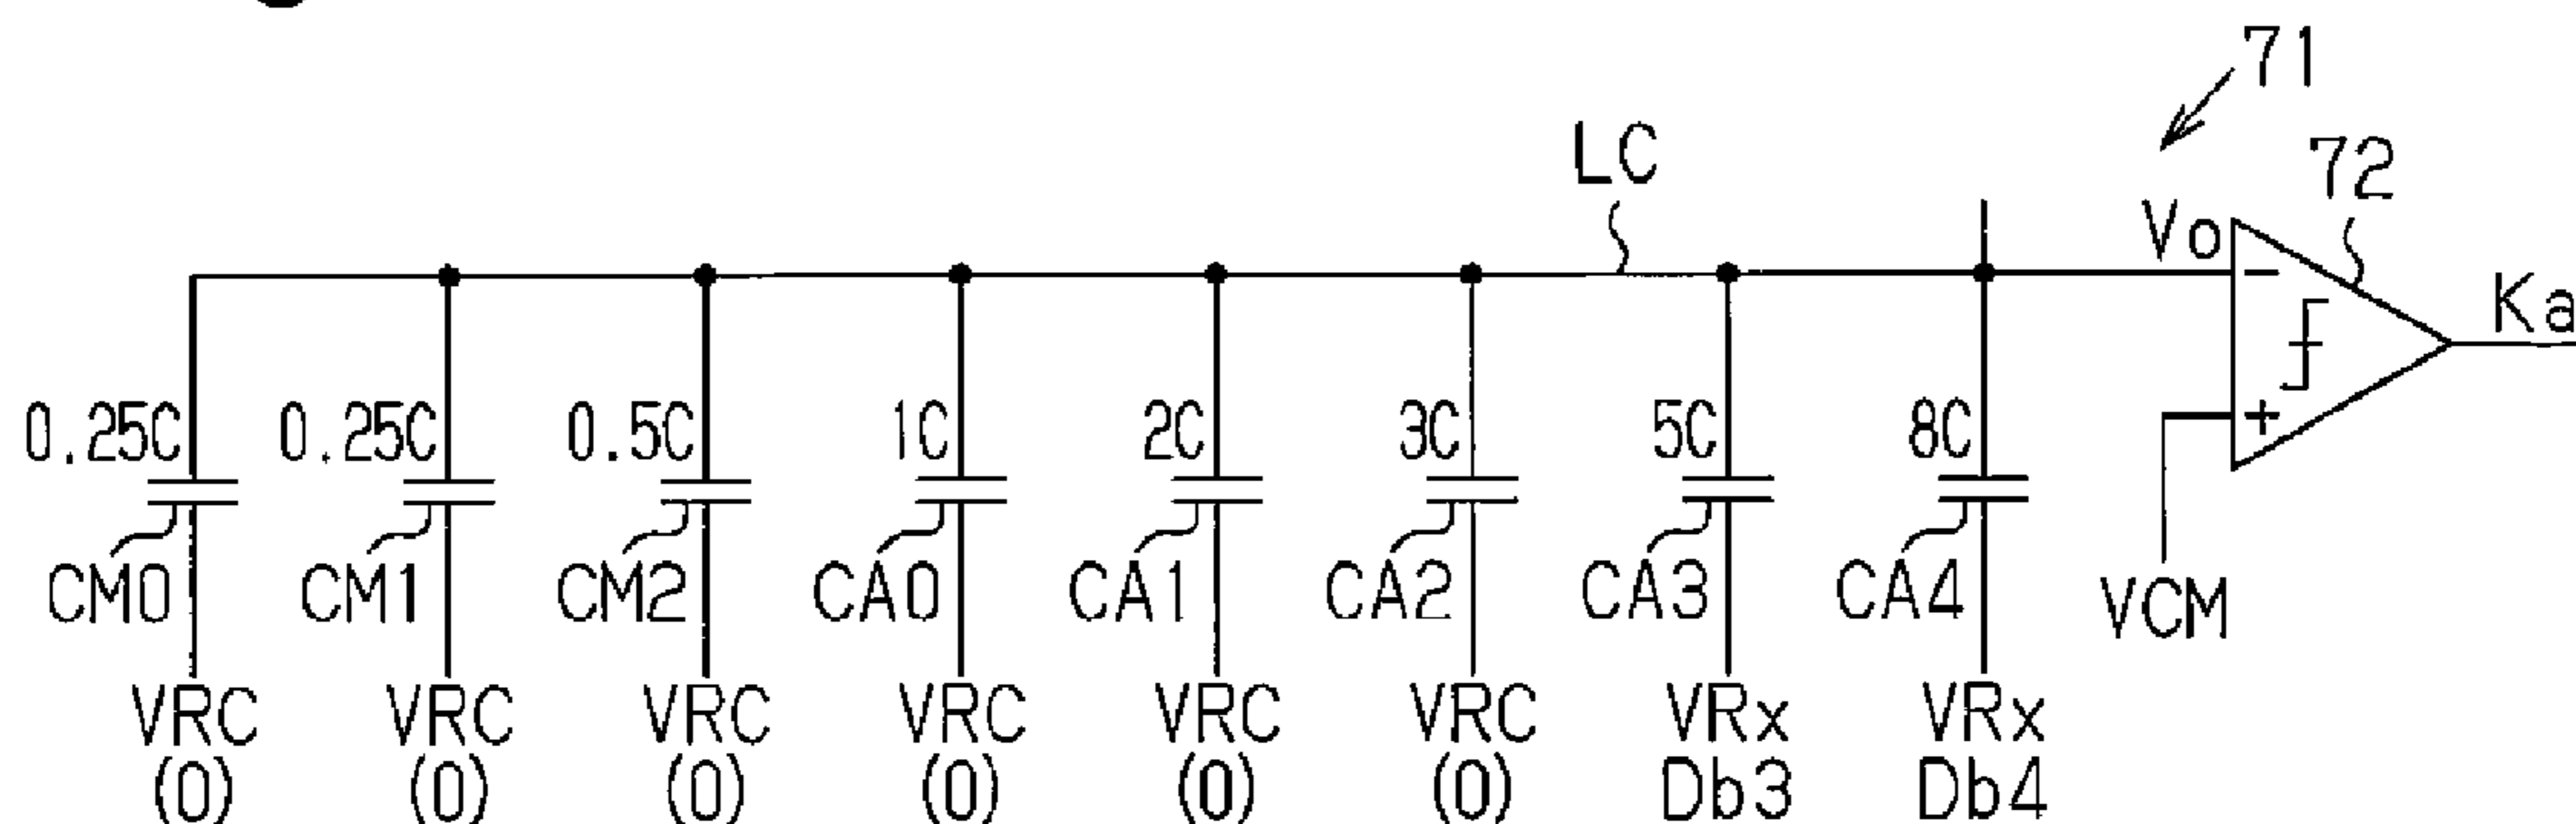 71
LC
72
Vo
Ka
0.25C 0.25C 0.5C 1C 2C 3C 5C 8C
CM0 CM1 CM2 CA0 CA1 CA2 CA3 CA4
VCM
VRC VRC VRC VRC VRC VRC VRx VRx
(0) (0) (0) (0) (0) (0) Db3 Db4